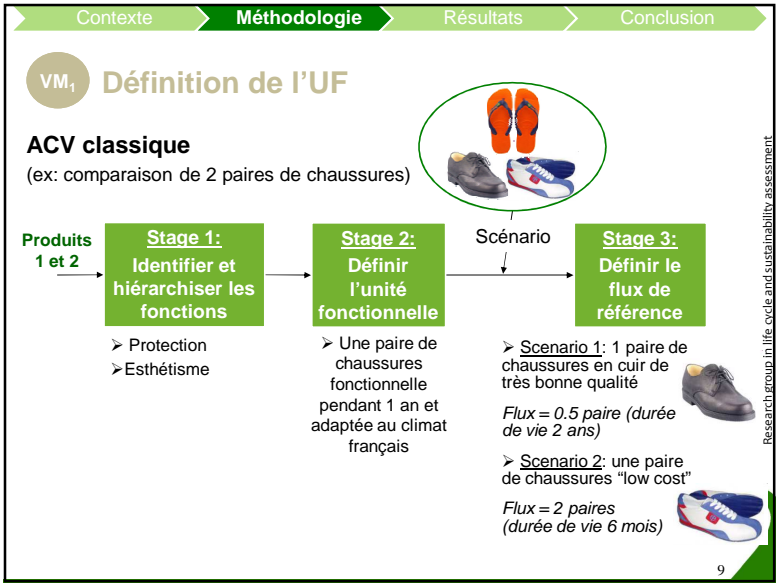 Contexte
Méthodologie
Résultats
Conclusion
VM1
Définition de l'UF
ACV classique
(ex: comparaison de 2 paires de chaussures)
Produits
1 et 2
Stage 1:
Identifier et
hiérarchiser les
fonctions
➢ Protection
➢Esthétisme
Stage 2:
Définir
l'unité
fonctionnelle
➢ Une paire de
chaussures
fonctionnelle
pendant 1 an et
adaptée au climat
français
Scénario
Stage 3:
Définir le
flux de
référence
➢ Scenario 1: 1 paire de
chaussures en cuir de
très bonne qualité
Flux = 0.5 paire (durée
de vie 2 ans)
➢ Scenario 2: une paire
de chaussures “low cost”
Flux = 2 paires
(durée de vie 6 mois)
Research group in life cycle and sustainability assessment
9